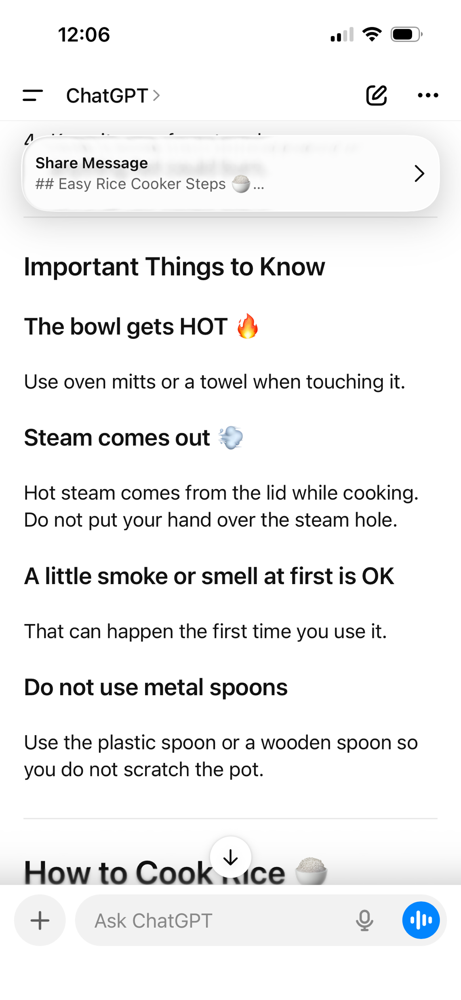 12:06
ChatGPT
Share Message
## Easy Rice Cooker Steps 🍚...
Important Things to Know
The bowl gets HOT 🔥
Use oven mitts or a towel when touching it.
Steam comes out 💨
Hot steam comes from the lid while cooking.
Do not put your hand over the steam hole.
A little smoke or smell at first is OK
That can happen the first time you use it.
Do not use metal spoons
Use the plastic spoon or a wooden spoon so
you do not scratch the pot.
How to Cook Rice 🍚
Ask ChatGPT